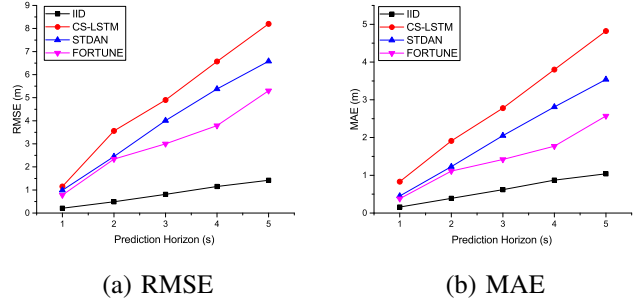 9
8
7
6
5
4
3
2
1
0
RMSE (m)
IID
CS-LSTM
STDAN
FORTUNE
1 2 3 4 5
Prediction Horizon (s)
(a) RMSE
5
4
3
2
1
0
MAE (m)
IID
CS-LSTM
STDAN
FORTUNE
1 2 3 4 5
Prediction Horizon (s)
(b) MAE